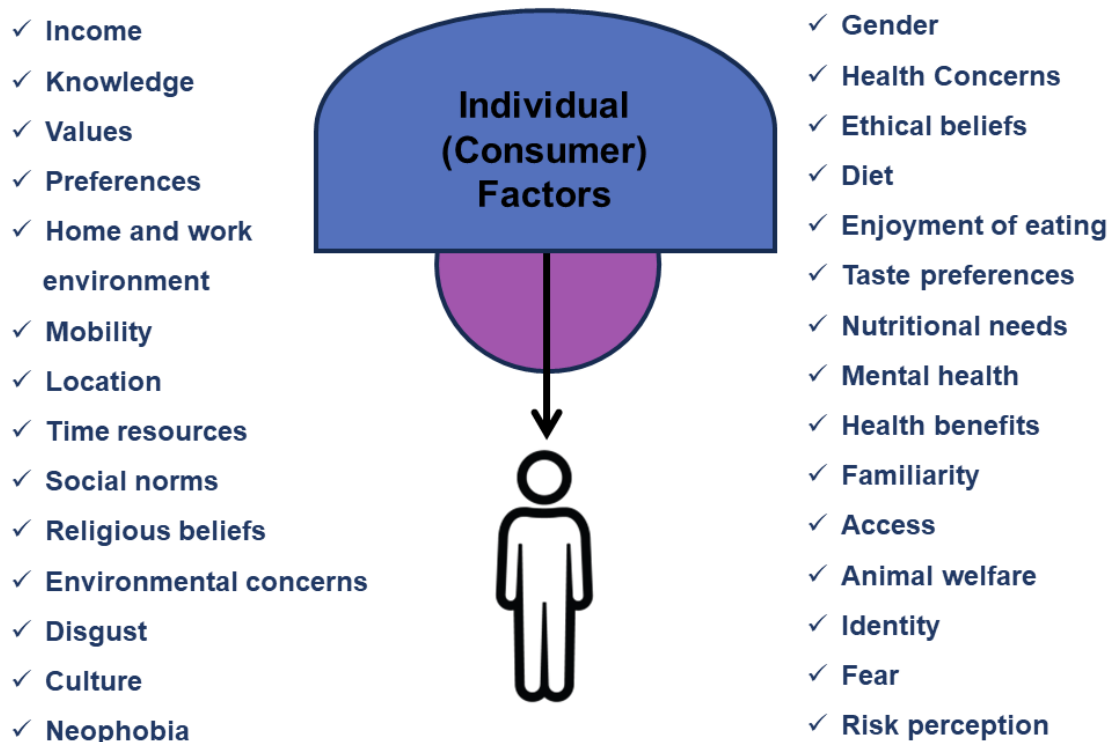 ✓ Income
✓ Knowledge
✓ Values
✓ Preferences
✓ Home and work
environment
✓ Mobility
✓ Location
✓ Time resources
✓ Social norms
✓ Religious beliefs
✓ Environmental concerns
✓ Disgust
✓ Culture
✓ Neophobia
Individual
(Consumer)
Factors
✓ Gender
✓ Health Concerns
✓ Ethical beliefs
✓ Diet
✓ Enjoyment of eating
✓ Taste preferences
✓ Nutritional needs
✓ Mental health
✓ Health benefits
✓ Familiarity
✓ Access
✓ Animal welfare
✓ Identity
✓ Fear
✓ Risk perception